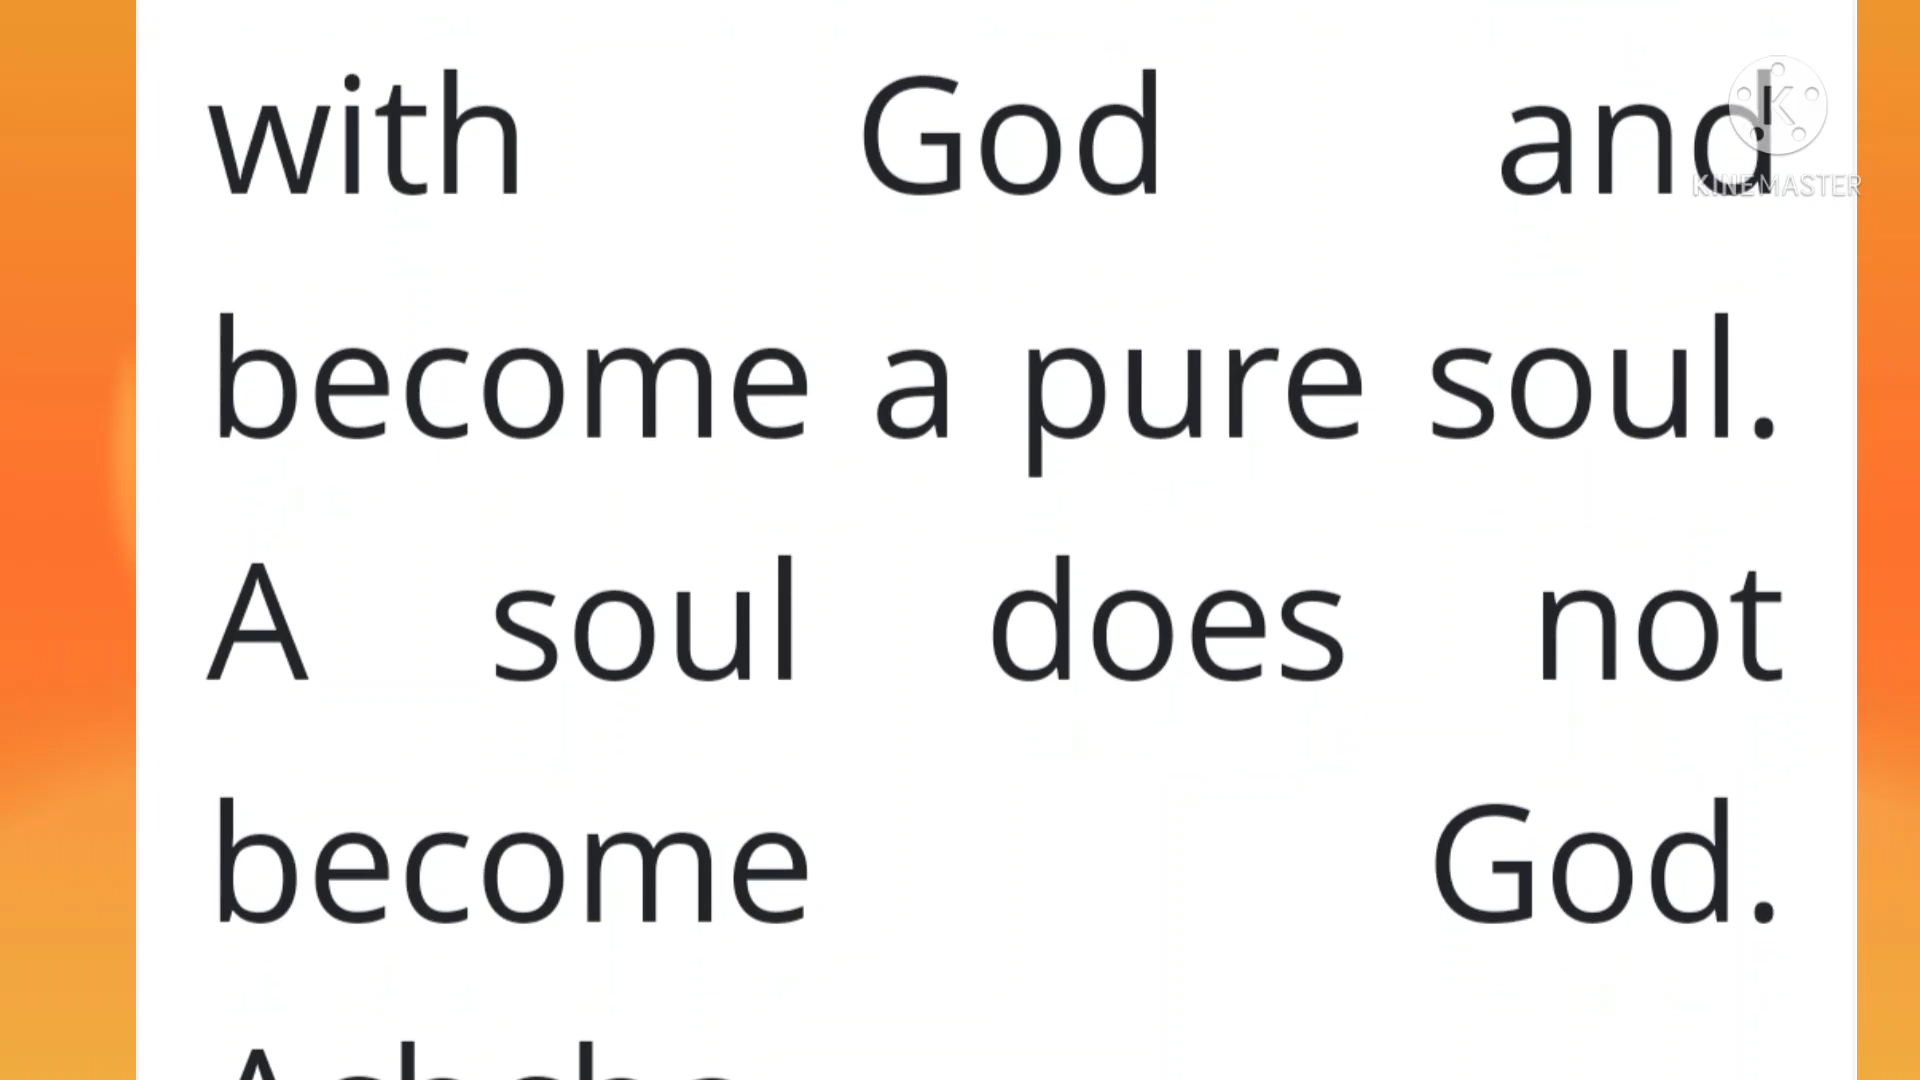 with God and
KINEMASTER
become a pure soul.
A soul does not
become God.